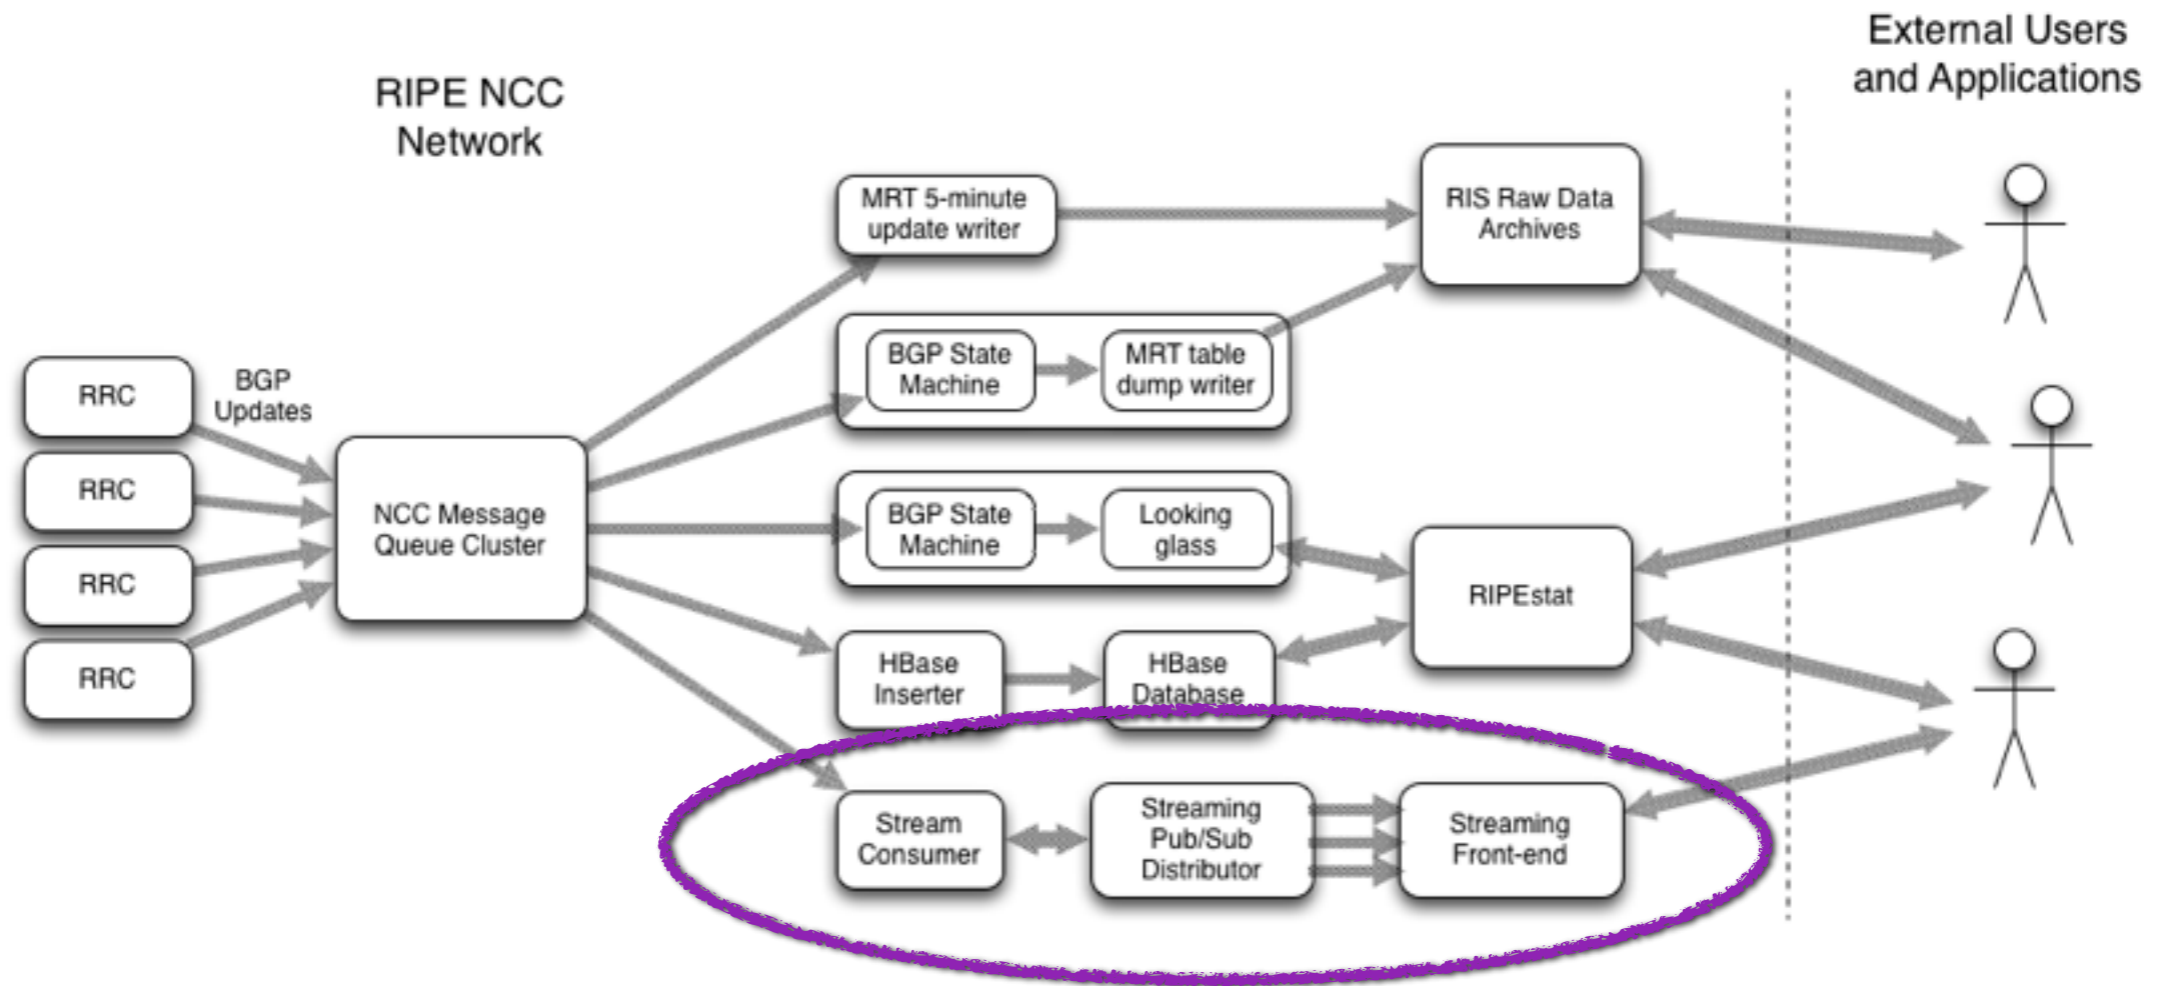 External Users
and Applications
RIPE NCC
Network
MRT 5-minute
update writer
RIS Raw Data
Archives
BGP State
Machine
MRT table
dump writer
RRC
BGP
Updates
RRC
RRC
RRC
NCC Message
Queue Cluster
BGP State
Machine
Looking
glass
RIPEstat
HBase
Inserter
HBase
Database
Stream
Consumer
Streaming
Pub/Sub
Distributor
Streaming
Front-end